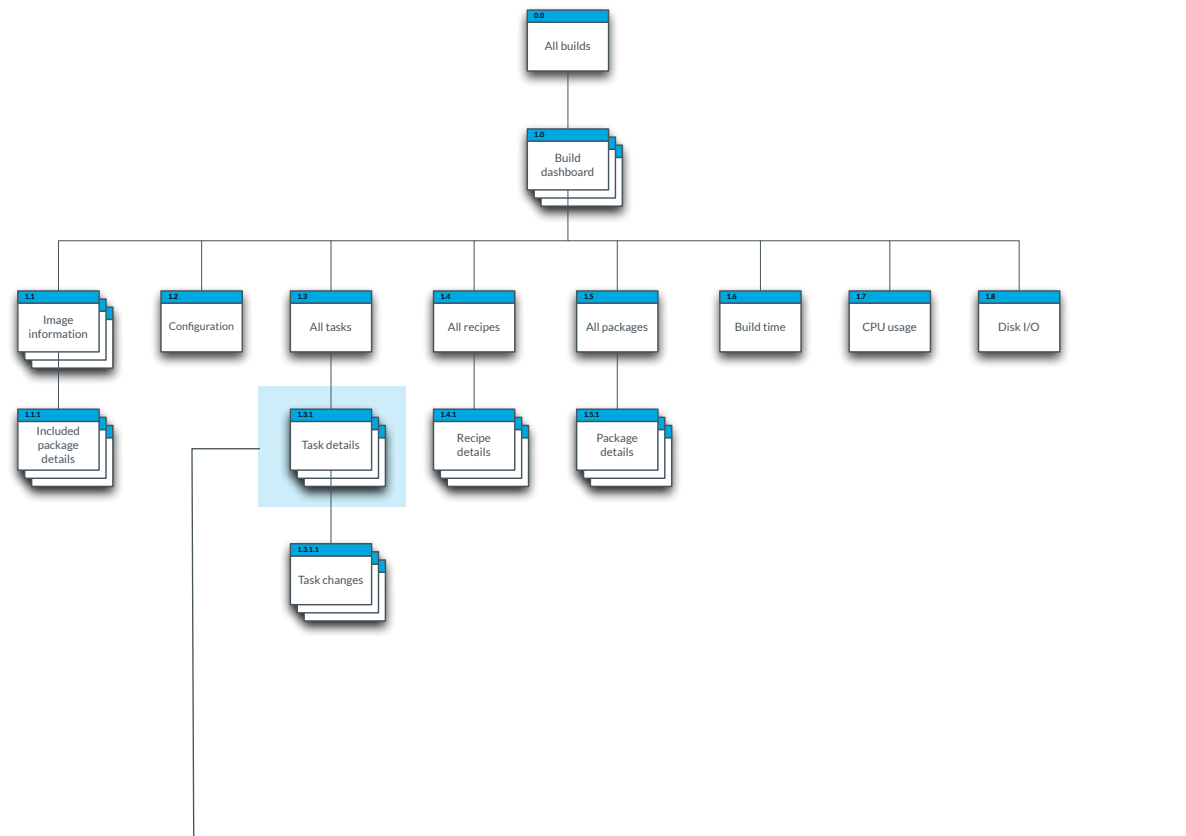 0.0
All builds
1.0
Build
dashboard
1.1
Image
information
1.2
Configuration
1.3
All tasks
1.4
All recipes
1.5
All packages
1.6
Build time
1.7
CPU usage
1.8
Disk I/O
1.1.1
Included
package
details
1.3.1
Task details
1.4.1
Recipe
details
1.5.1
Package
details
1.3.1.1
Task changes